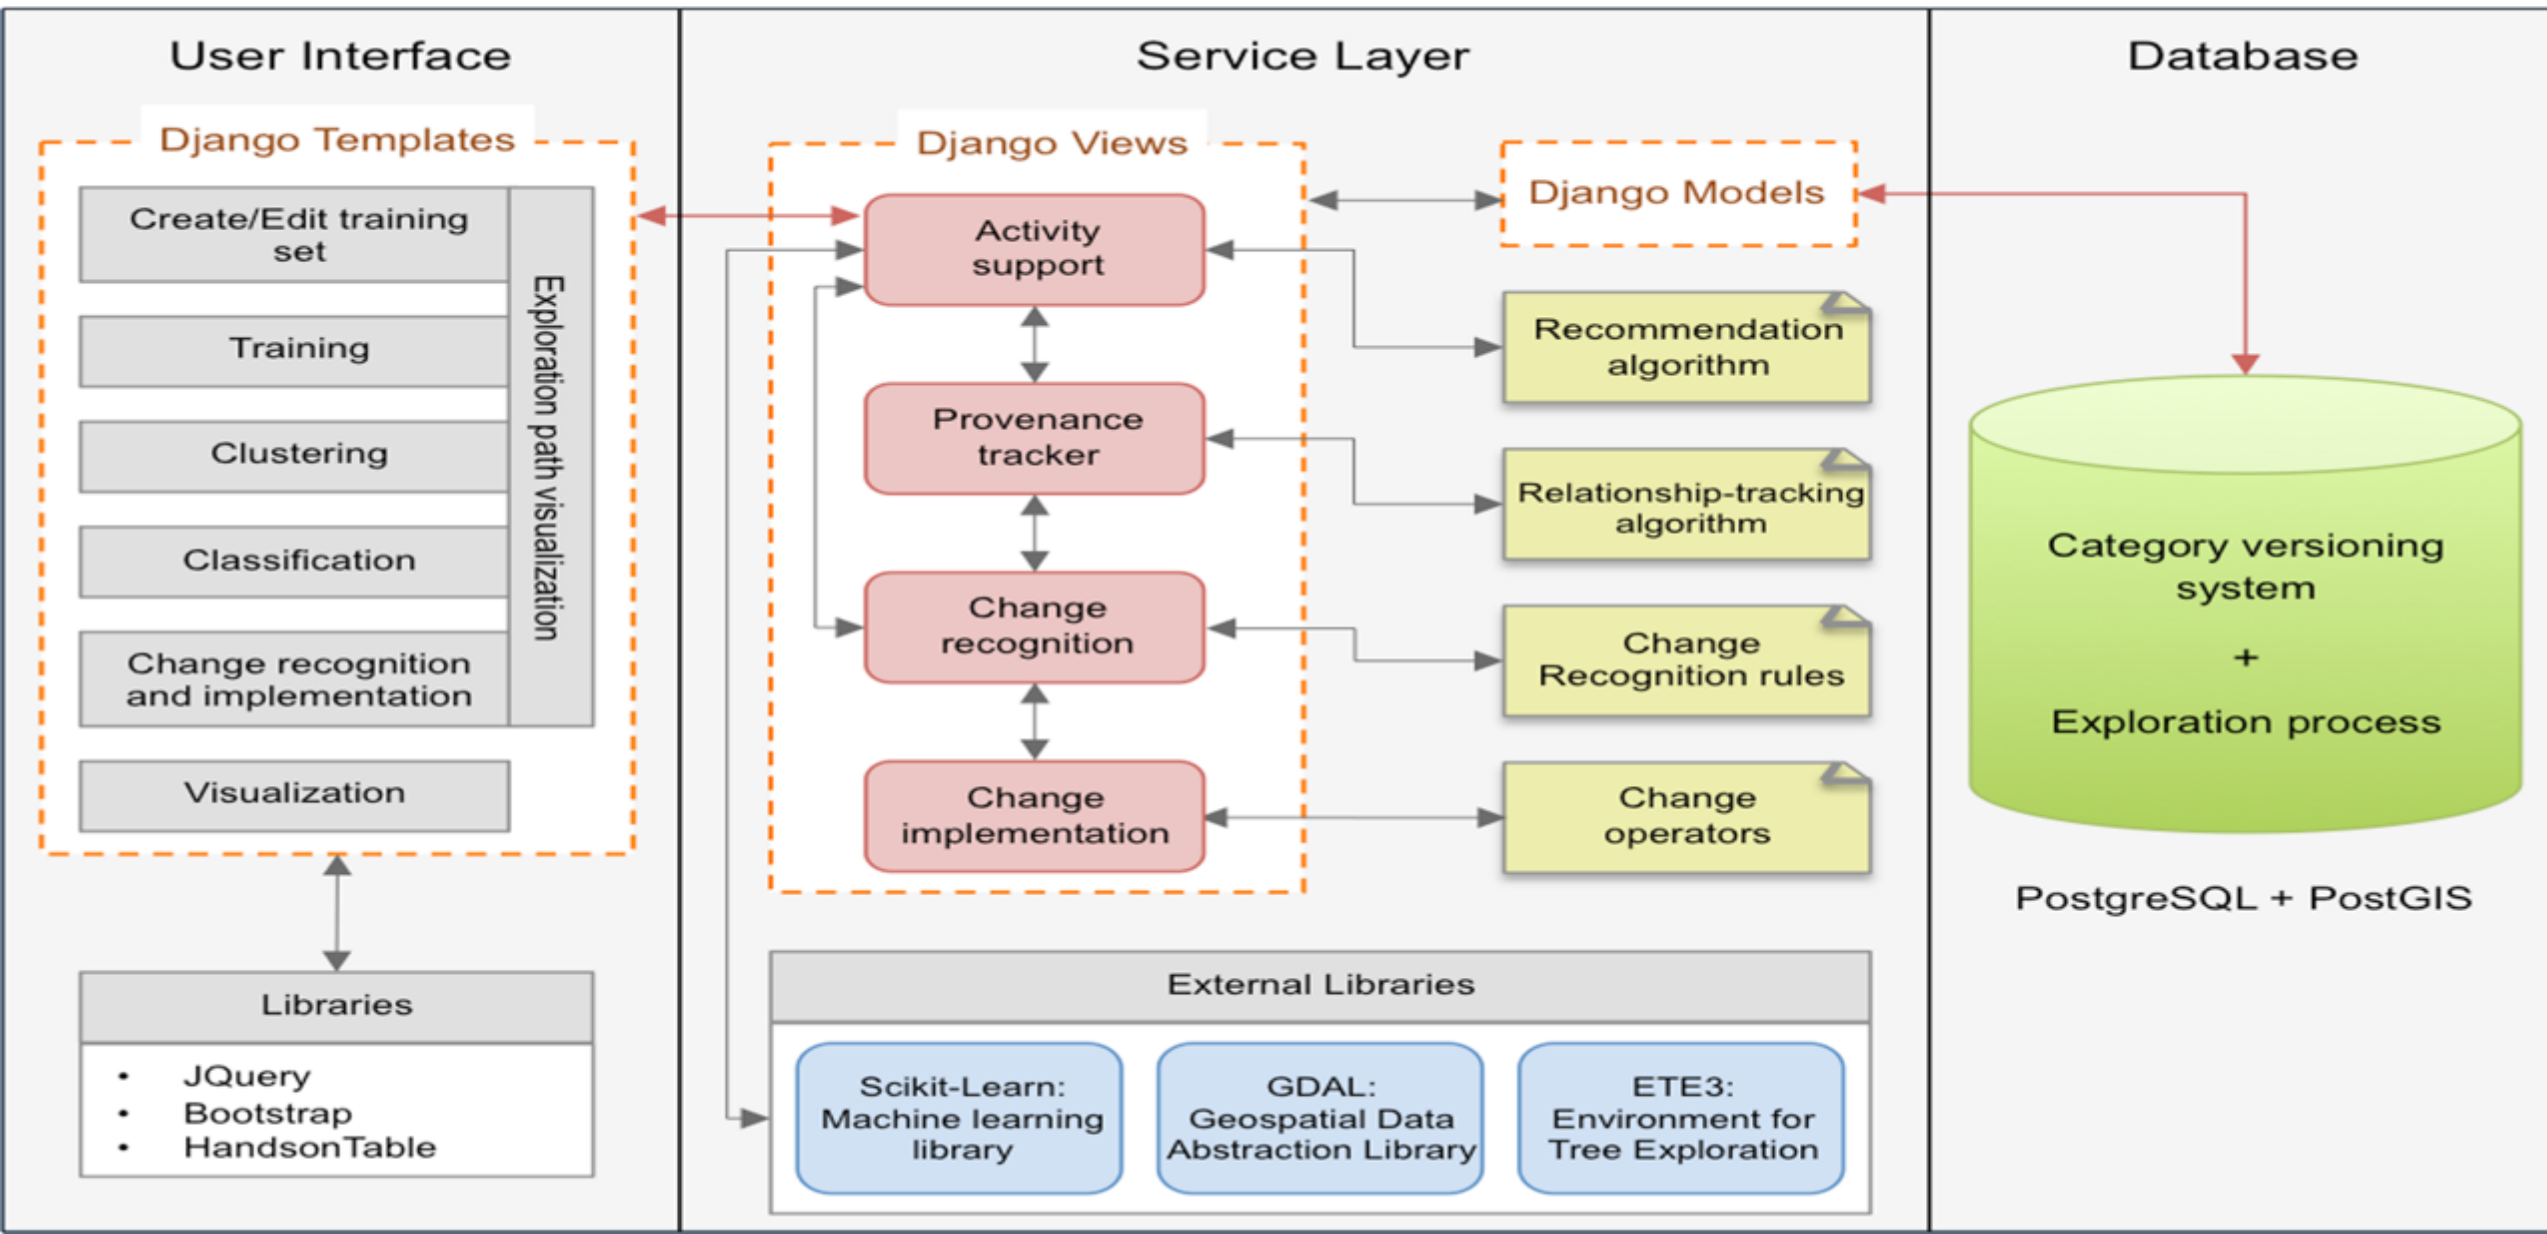 User Interface
Django Templates
Create/Edit training
set
Training
Clustering
Classification
Change recognition
and implementation
Exploration path visualization
Visualization
Libraries
• JQuery
• Bootstrap
• HandsonTable
Service Layer
Django Views
Activity
support
Provenance
tracker
Change
recognition
Change
implementation
Django Models
Recommendation
algorithm
Relationship-tracking
algorithm
Change
Recognition rules
Change
operators
External Libraries
Scikit-Learn:
Machine learning
library
GDAL:
Geospatial Data
Abstraction Library
ETE3:
Environment for
Tree Exploration
Database
Category versioning
system
+
Exploration process
PostgreSQL + PostGIS